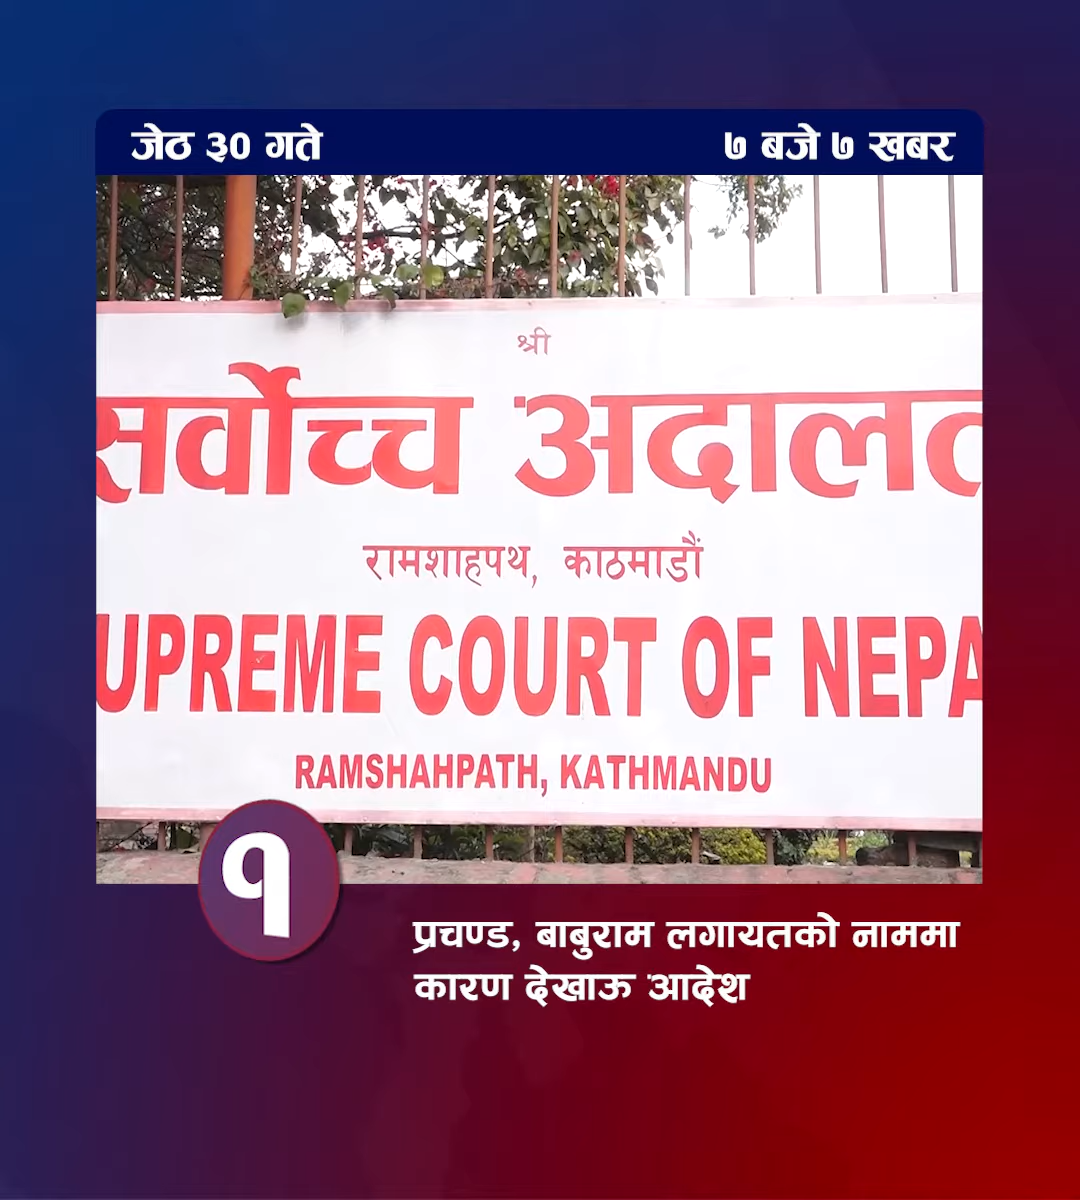 जेठ ३० गते
७ बजे ७ खबर
श्री
सर्वोच्च अदालत
रामशाहपथ, काठमाडौं
UPREME COURT OF NEPA
RAMSHAHPATH, KATHMANDU
१
प्रचण्ड, बाबुराम लगायतको नाममा
कारण देखाऊ आदेश